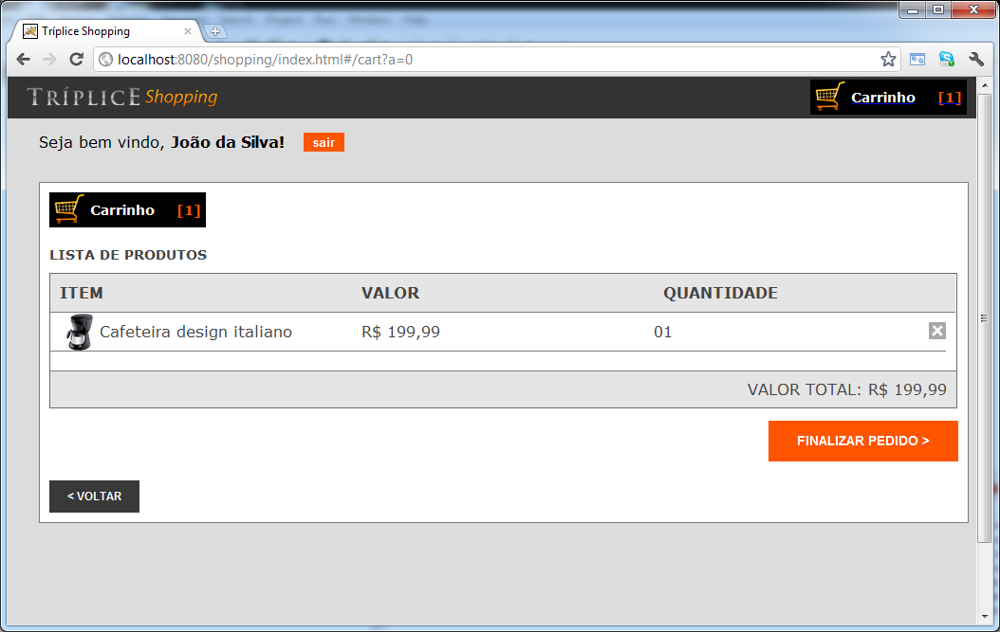 Tríplice Shopping
localhost:8080/shopping/index.html#/cart?a=0
TRÍPLICE Shopping
Carrinho [1]
Seja bem vindo, João da Silva! sair
Carrinho [1]
LISTA DE PRODUTOS
ITEM VALOR QUANTIDADE
Cafeteira design italiano R$ 199,99 01
VALOR TOTAL: R$ 199,99
FINALIZAR PEDIDO >
< VOLTAR